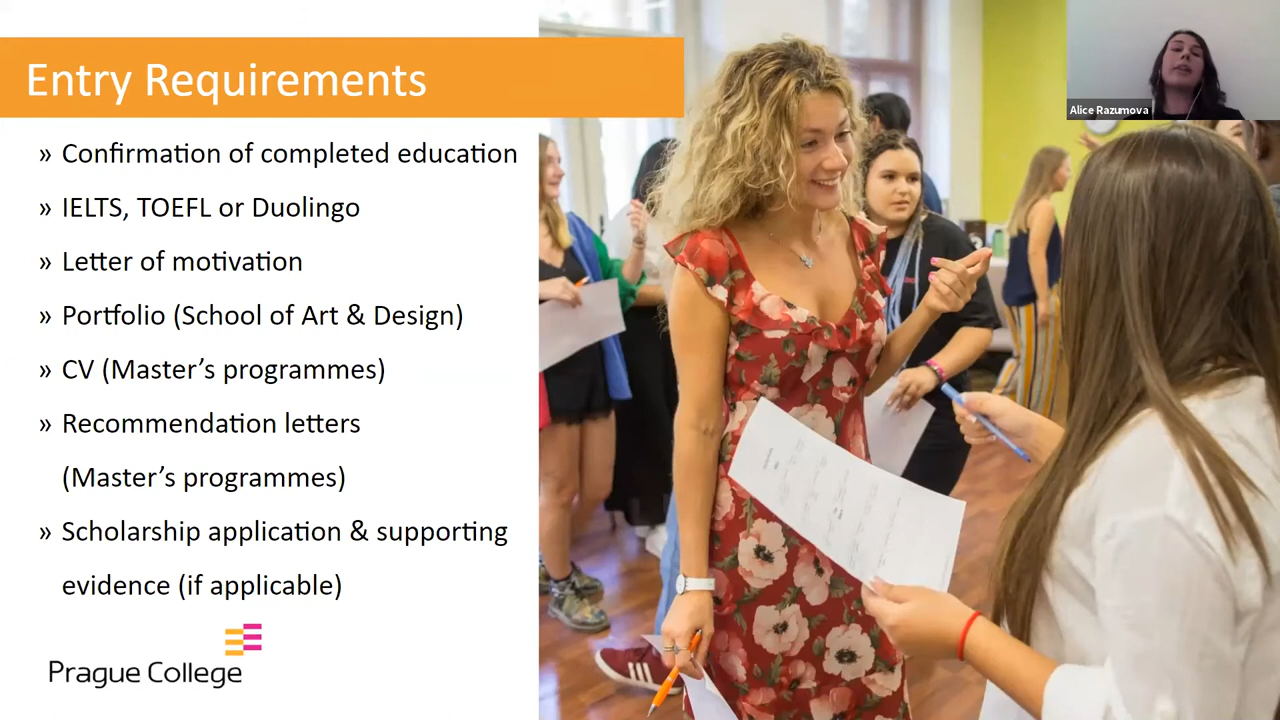 Entry Requirements
» Confirmation of completed education
» IELTS, TOEFL or Duolingo
» Letter of motivation
» Portfolio (School of Art & Design)
» CV (Master’s programmes)
» Recommendation letters
(Master’s programmes)
» Scholarship application & supporting
evidence (if applicable)
Prague College
Alice Razumova